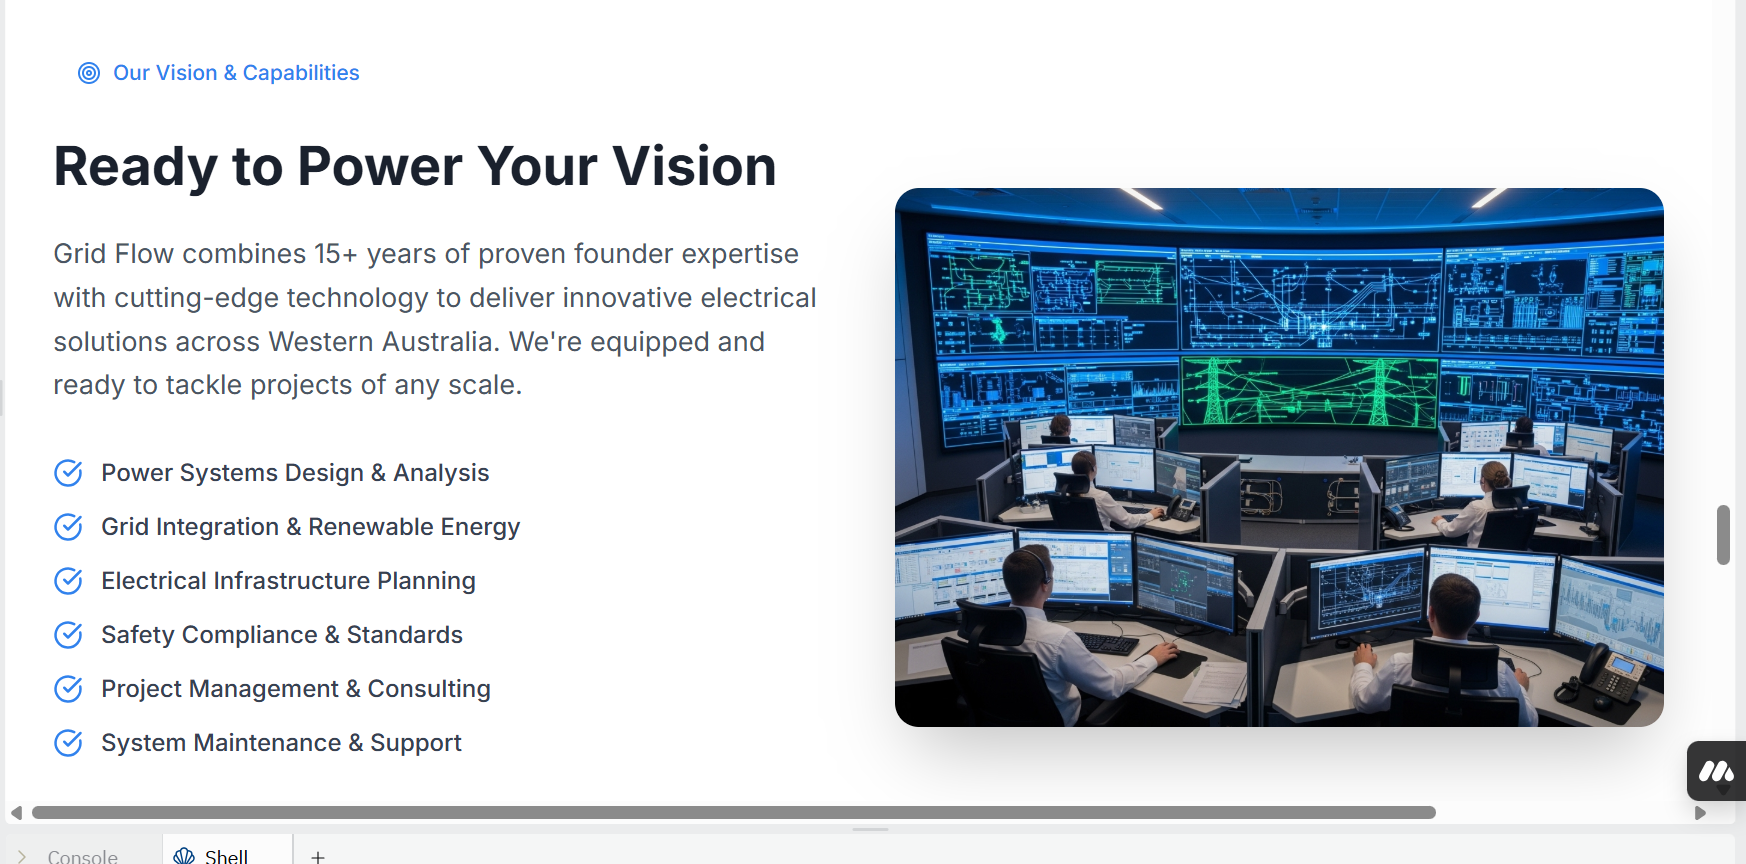 Our Vision & Capabilities
Ready to Power Your Vision
Grid Flow combines 15+ years of proven founder expertise
with cutting-edge technology to deliver innovative electrical
solutions across Western Australia. We're equipped and
ready to tackle projects of any scale.
Power Systems Design & Analysis
Grid Integration & Renewable Energy
Electrical Infrastructure Planning
Safety Compliance & Standards
Project Management & Consulting
System Maintenance & Support
Console
Shell